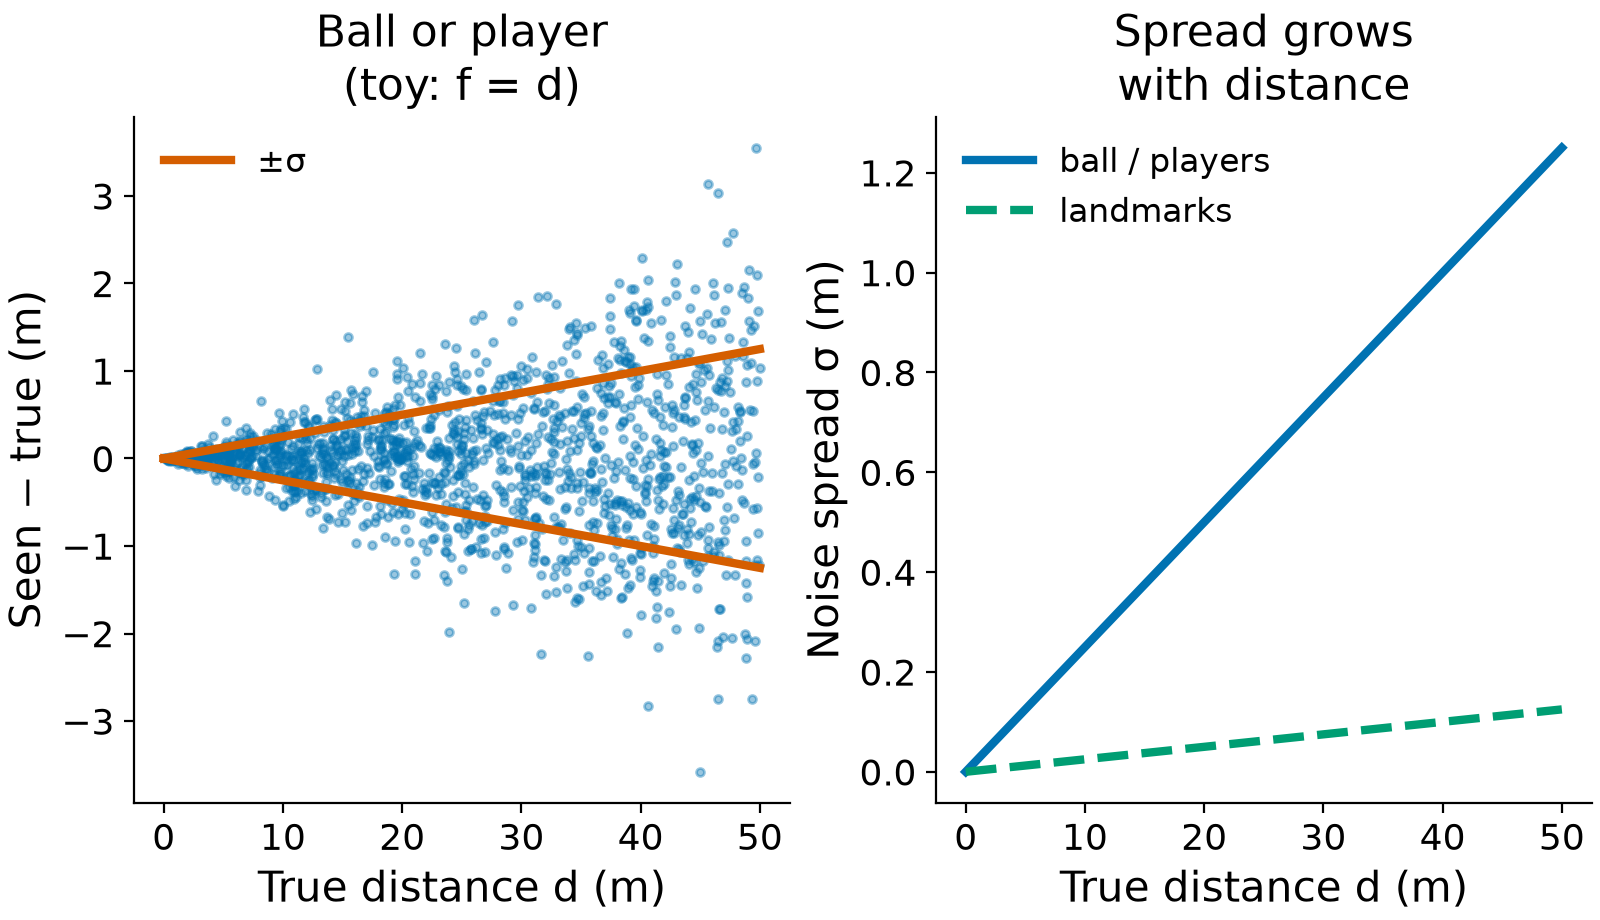 Ball or player
(toy: f = d)
±σ
3
2
1
0
−1
−2
−3
Seen − true (m)
0 10 20 30 40 50
True distance d (m)
Spread grows
with distance
ball / players
landmarks
1.2
1.0
0.8
0.6
0.4
0.2
0.0
Noise spread σ (m)
0 10 20 30 40 50
True distance d (m)